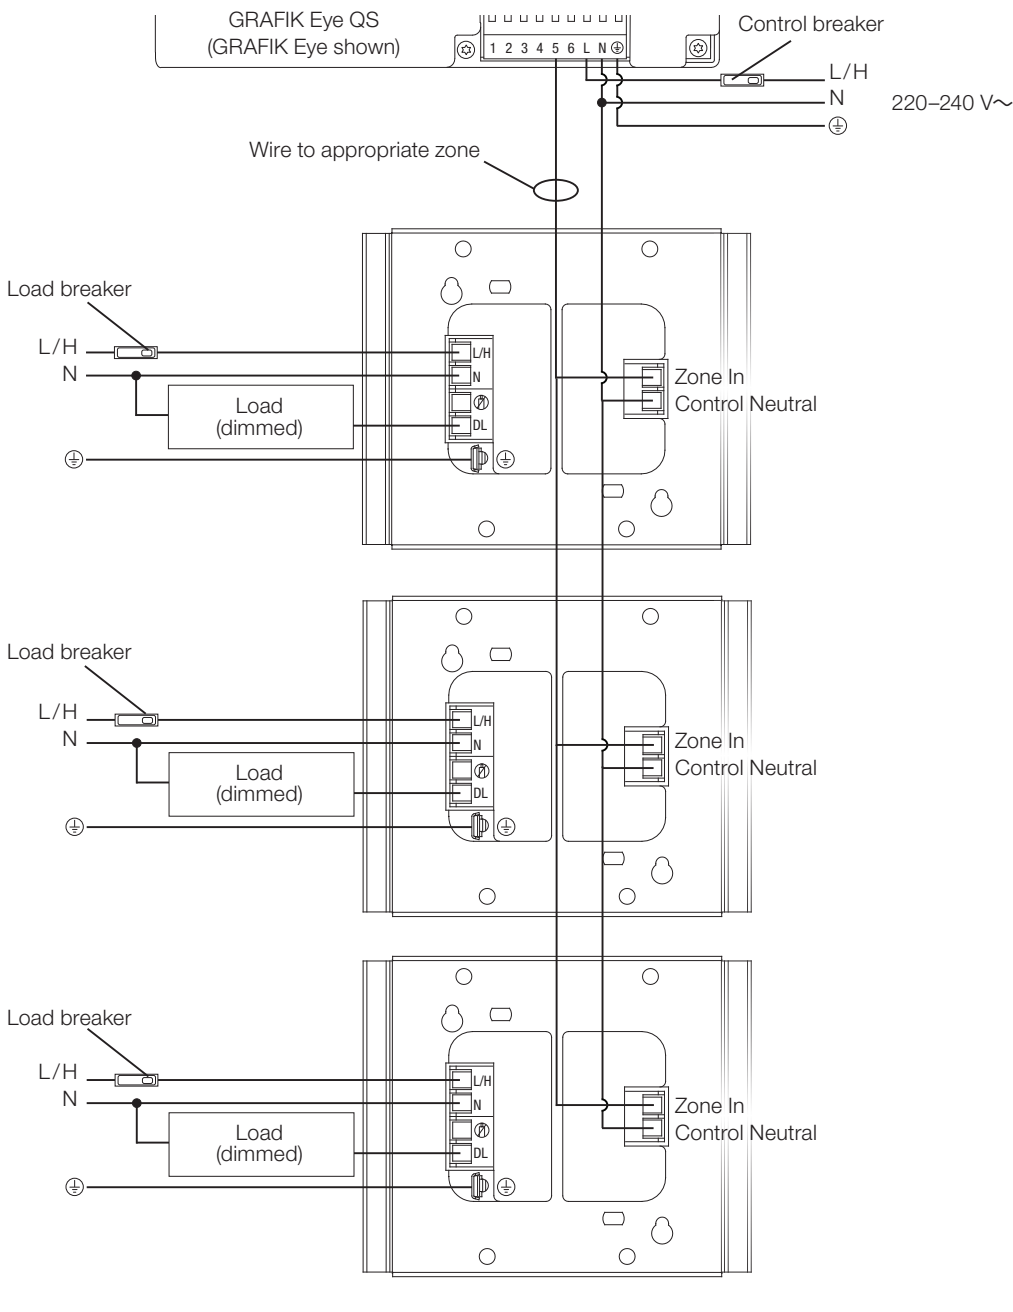 GRAFIK Eye QS
(GRAFIK Eye shown)
Control breaker
1 2 3 4 5 6 L N
L/H
N
220–240 V~
Wire to appropriate zone
Load breaker
L/H
N
L/H
N
Load
(dimmed)
DL
Zone In
Control Neutral
Load breaker
L/H
N
L/H
N
Load
(dimmed)
DL
Zone In
Control Neutral
Load breaker
L/H
N
L/H
N
Load
(dimmed)
DL
Zone In
Control Neutral